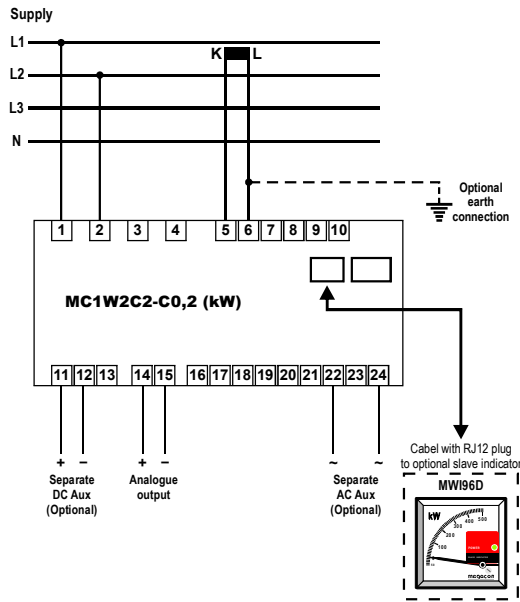 Supply
L1
K L
L2
L3
N
Optional
earth
connection
1 2 3 4 5 6 7 8 9 10
MC1W2C2-C0,2 (kW)
11 12 13 14 15 16 17 18 19 20 21 22 23 24
+ − + − ~ ~
Separate
DC Aux
(Optional)
Analogue
output
Separate
AC Aux
(Optional)
Cabel with RJ12 plug
to optional slave indicator
MWI96D
kW
100 200 300 400 500
megacon